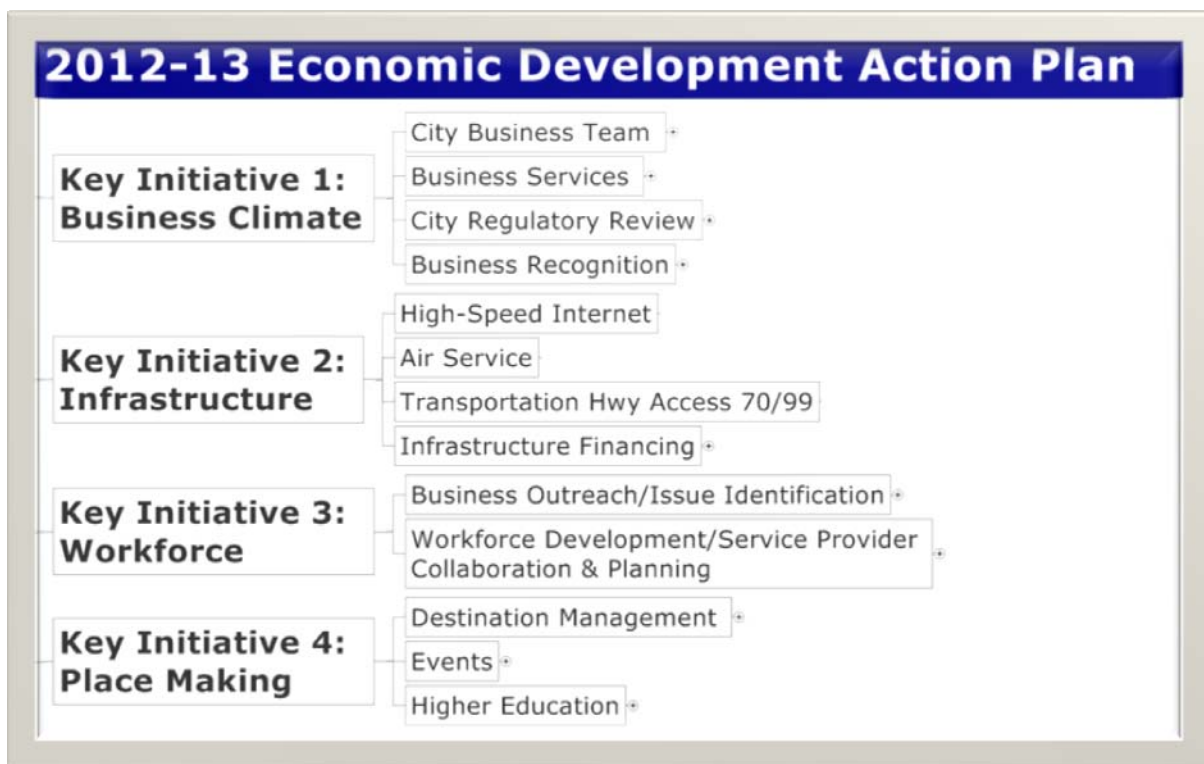 2012-13 Economic Development Action Plan
Key Initiative 1:
Business Climate
City Business Team
Business Services
City Regulatory Review
Business Recognition
Key Initiative 2:
Infrastructure
High-Speed Internet
Air Service
Transportation Hwy Access 70/99
Infrastructure Financing
Key Initiative 3:
Workforce
Business Outreach/Issue Identification
Workforce Development/Service Provider
Collaboration & Planning
Key Initiative 4:
Place Making
Destination Management
Events
Higher Education